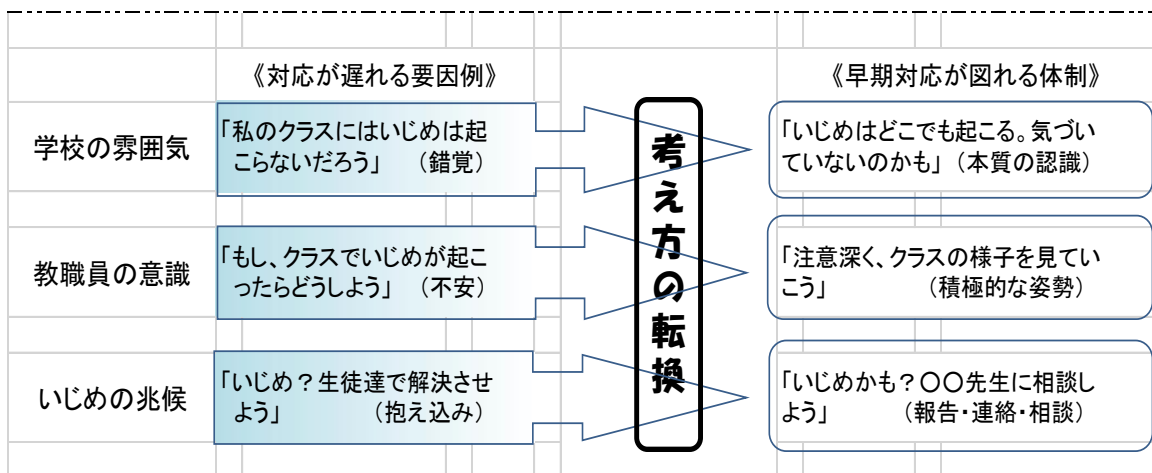 《対応が遅れる要因例》
《早期対応が図れる体制》
学校の雰囲気
「私のクラスにはいじめは起
こらないだろう」 （錯覚）
「いじめはどこでも起こる。気づい
ていないのかも」（本質の認識）
教職員の意識
「もし、クラスでいじめが起こ
ったらどうしよう」 （不安）
「注意深く、クラスの様子を見てい
こう」 （積極的な姿勢）
いじめの兆候
「いじめ？生徒達で解決させ
よう」 （抱え込み）
「いじめかも？〇〇先生に相談し
よう」 （報告・連絡・相談）
考え方の転換